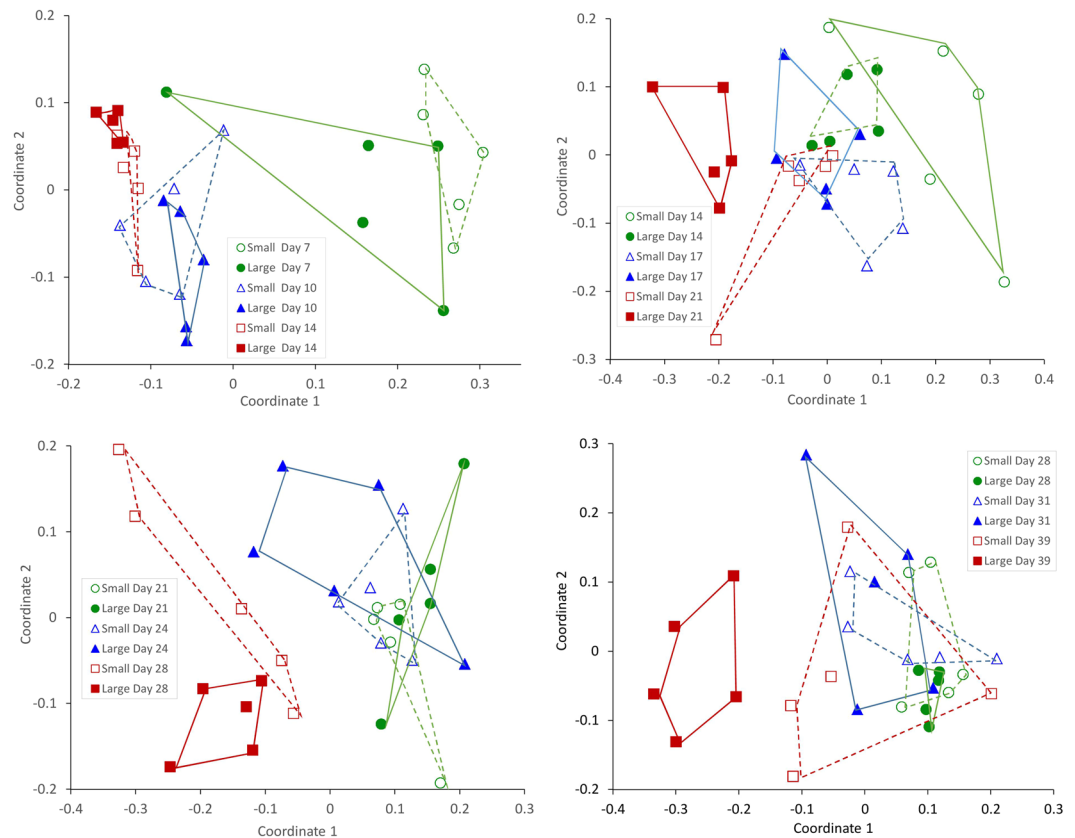 0.2
0.1
0
-0.1
-0.2
-0.2
-0.1
0
0.1
0.2
0.3
Coordinate 2
Coordinate 1
Small Day 7
Large Day 7
Small Day 10
Large Day 10
Small Day 14
Large Day 14
0.2
0.1
0
-0.1
-0.2
-0.3
-0.4
-0.3
-0.2
-0.1
0
0.1
0.2
0.3
0.4
Coordinate 2
Coordinate 1
Small Day 14
Large Day 14
Small Day 17
Large Day 17
Small Day 21
Large Day 21
0.2
0.1
0
-0.1
-0.2
-0.4
-0.3
-0.2
-0.1
0
0.1
0.2
0.3
Coordinate 2
Coordinate 1
Small Day 21
Large Day 21
Small Day 24
Large Day 24
Small Day 28
Large Day 28
0.3
0.2
0.1
0
-0.1
-0.2
-0.4
-0.3
-0.2
-0.1
0
0.1
0.2
0.3
Coordinate 2
Coordinate 1
Small Day 28
Large Day 28
Small Day 31
Large Day 31
Small Day 39
Large Day 39